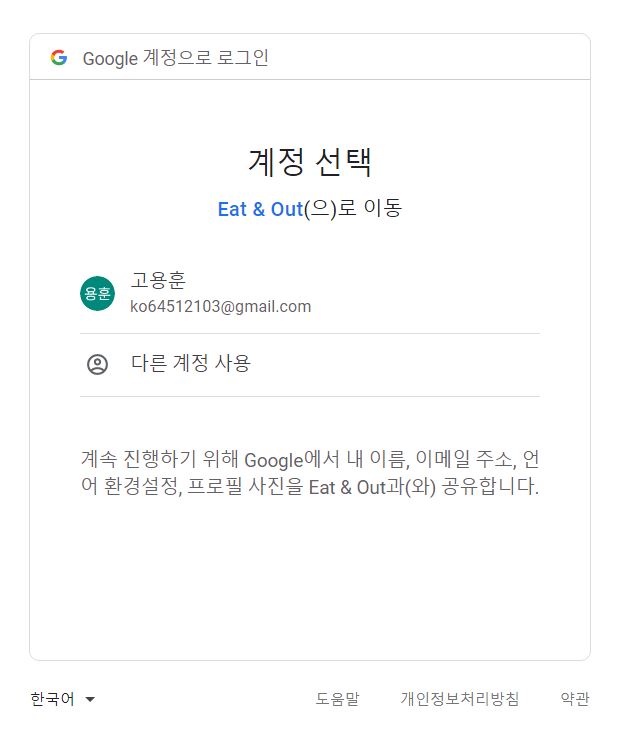 Google 계정으로 로그인
계정 선택
Eat & Out(으)로 이동
용훈
고용훈
ko64512103@gmail.com
다른 계정 사용
계속 진행하기 위해 Google에서 내 이름, 이메일 주소, 언
어 환경설정, 프로필 사진을 Eat & Out과(와) 공유합니다.
한국어
도움말
개인정보처리방침
약관